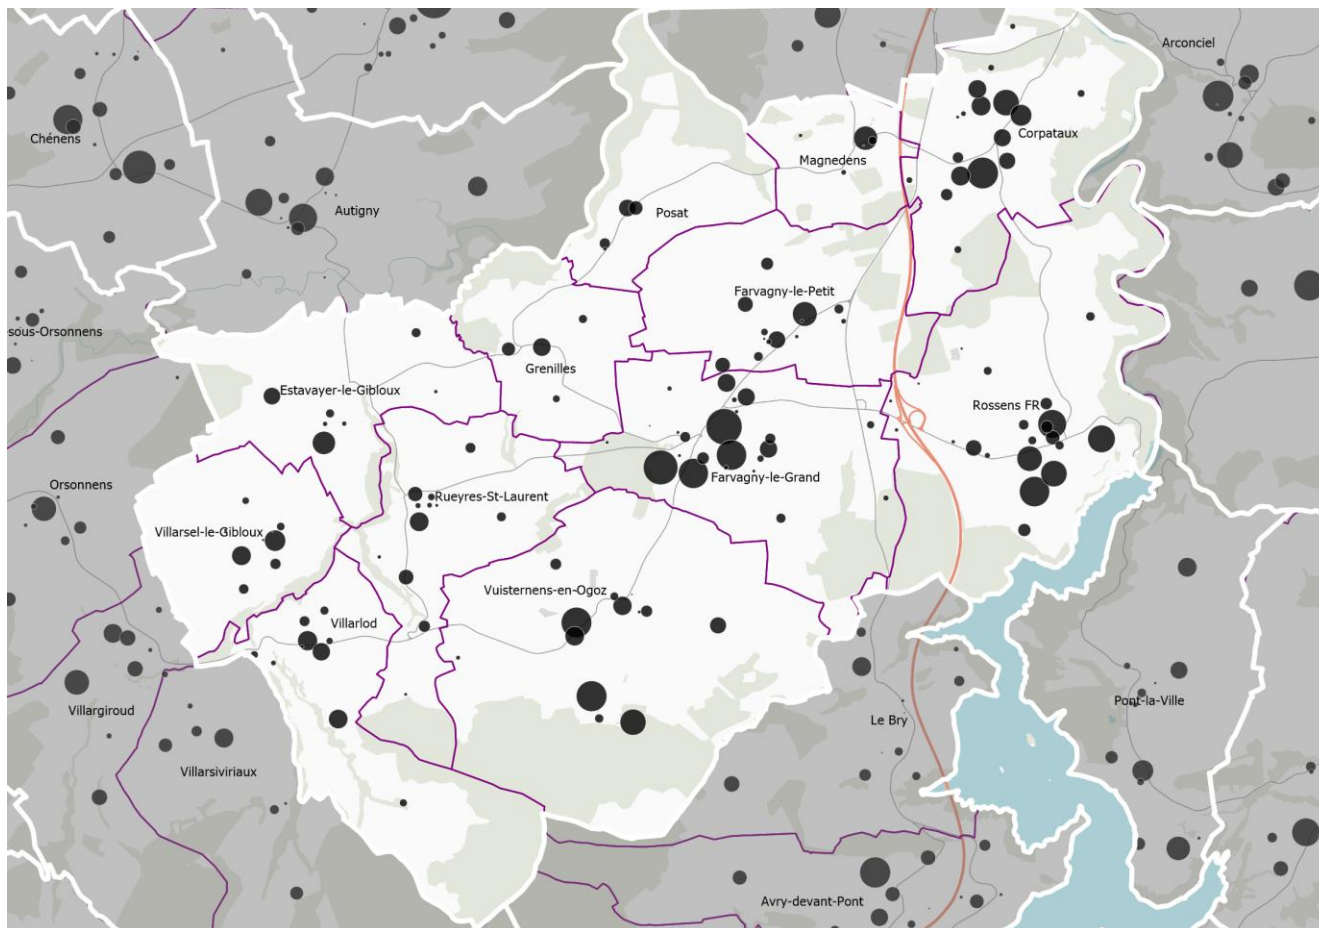 Arconciel
Chénens
Corpataux
Magnedens
Autigny
Posat
Farvagny-le-Petit
-sous-Orsonnens
Grenilles
Estavayer-le-Gibloux
Rossens FR
Farvagny-le-Grand
Orsonnens
Rueyres-St-Laurent
Villarsel-le-Gibloux
Vuisternens-en-Ogoz
Villarlod
Pont-la-Ville
Villargiroud
Le Bry
Villarsiviriaux
Avry-devant-Pont